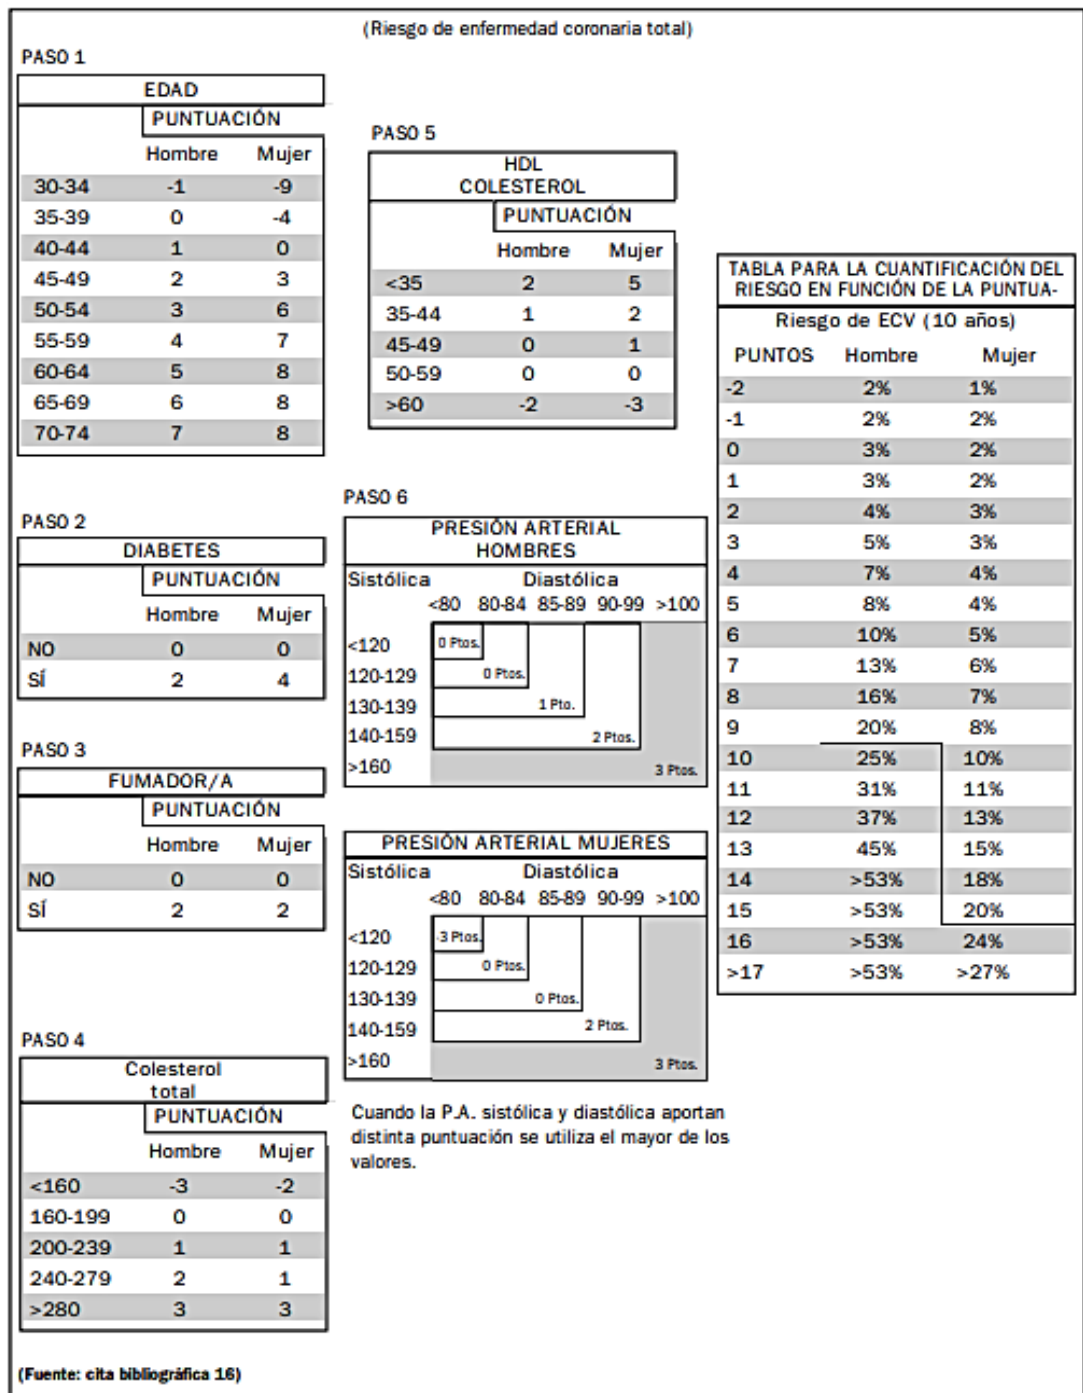 (Riesgo de enfermedad coronaria total)
PASO 1
EDAD
PUNTUACIÓN
Hombre Mujer
30-34 -1 -9
35-39 0 -4
40-44 1 0
45-49 2 3
50-54 3 6
55-59 4 7
60-64 5 8
65-69 6 8
70-74 7 8
PASO 2
DIABETES
PUNTUACIÓN
Hombre Mujer
NO 0 0
SÍ 2 4
PASO 3
FUMADOR/A
PUNTUACIÓN
Hombre Mujer
NO 0 0
SÍ 2 2
PASO 4
Colesterol
total
PUNTUACIÓN
Hombre Mujer
<160 -3 -2
160-199 0 0
200-239 1 1
240-279 2 1
>280 3 3
PASO 5
HDL
COLESTEROL
PUNTUACIÓN
Hombre Mujer
<35 2 5
35-44 1 2
45-49 0 1
50-59 0 0
>60 -2 -3
PASO 6
PRESIÓN ARTERIAL
HOMBRES
Sistólica Diastólica
<80 80-84 85-89 90-99 >100
<120 0 Ptos.
120-129 0 Ptos.
130-139 1 Pto.
140-159 2 Ptos.
>160 3 Ptos.
PRESIÓN ARTERIAL MUJERES
Sistólica Diastólica
<80 80-84 85-89 90-99 >100
<120 -3 Ptos.
120-129 0 Ptos.
130-139 0 Ptos.
140-159 2 Ptos.
>160 3 Ptos.
Cuando la P.A. sistólica y diastólica aportan
distinta puntuación se utiliza el mayor de los
valores.
TABLA PARA LA CUANTIFICACIÓN DEL
RIESGO EN FUNCIÓN DE LA PUNTUA-
Riesgo de ECV (10 años)
PUNTOS Hombre Mujer
-2 2% 1%
-1 2% 2%
0 3% 2%
1 3% 2%
2 4% 3%
3 5% 3%
4 7% 4%
5 8% 4%
6 10% 5%
7 13% 6%
8 16% 7%
9 20% 8%
10 25% 10%
11 31% 11%
12 37% 13%
13 45% 15%
14 >53% 18%
15 >53% 20%
16 >53% 24%
>17 >53% >27%
(Fuente: cita bibliográfica 16)